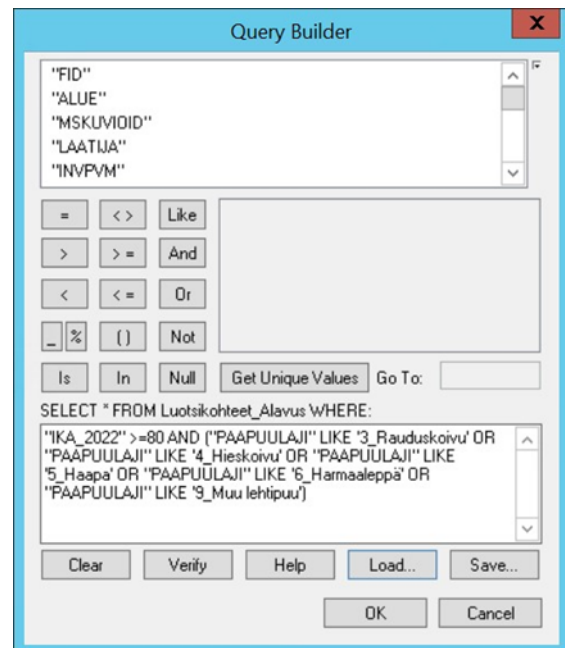 Query Builder
X
"FID"
"ALUE"
"MSKUVIOID"
"LAATIJA"
"INVPVM"
= < > Like
> > = And
< < = Or
_ % ( ) Not
Is In Null Get Unique Values Go To:
SELECT * FROM Luotsikohteet_Alavus WHERE:
"IKA_2022" >=80 AND ("PAAPUULAJI" LIKE '3_Rauduskoivu' OR
"PAAPUULAJI" LIKE '4_Hieskoivu' OR "PAAPUULAJI" LIKE
'5_Haapa' OR "PAAPUULAJI" LIKE '6_Harmaaleppä' OR
"PAAPUULAJI" LIKE '9_Muu lehtipuu')
Clear Verify Help Load... Save...
OK Cancel